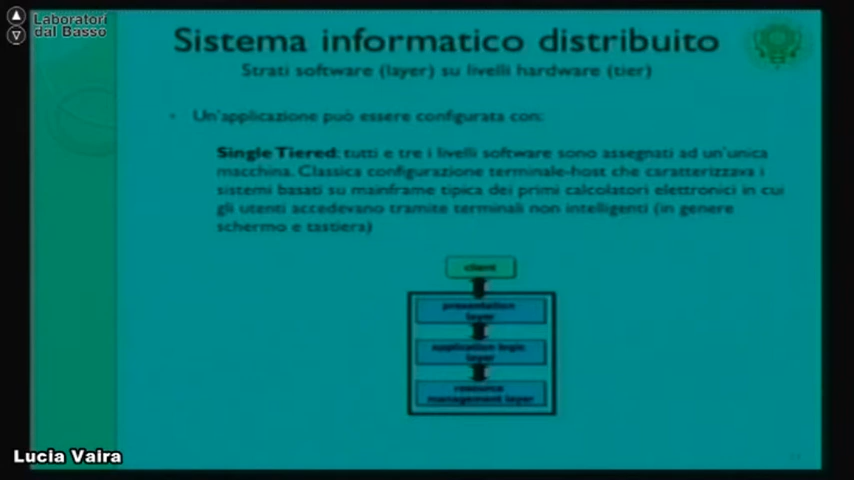 Laboratori
dal Basso
Sistema informatico distribuito
Strati software (layer) su livelli hardware (tier)
• Un'applicazione può essere configurata con:
Single Tiered: tutti e tre i livelli software sono assegnati ad un'unica
macchina. Classica configurazione terminale-host che caratterizzava i
sistemi basati su mainframe tipica dei primi calcolatori elettronici in cui
gli utenti accedevano tramite terminali non intelligenti (in genere
schermo e tastiera)
client
presentation
layer
application logic
layer
resource
management layer
Lucia Vaira